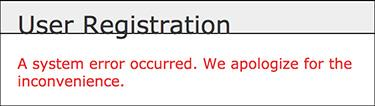 User Registration
A system error occurred. We apologize for the
inconvenience.